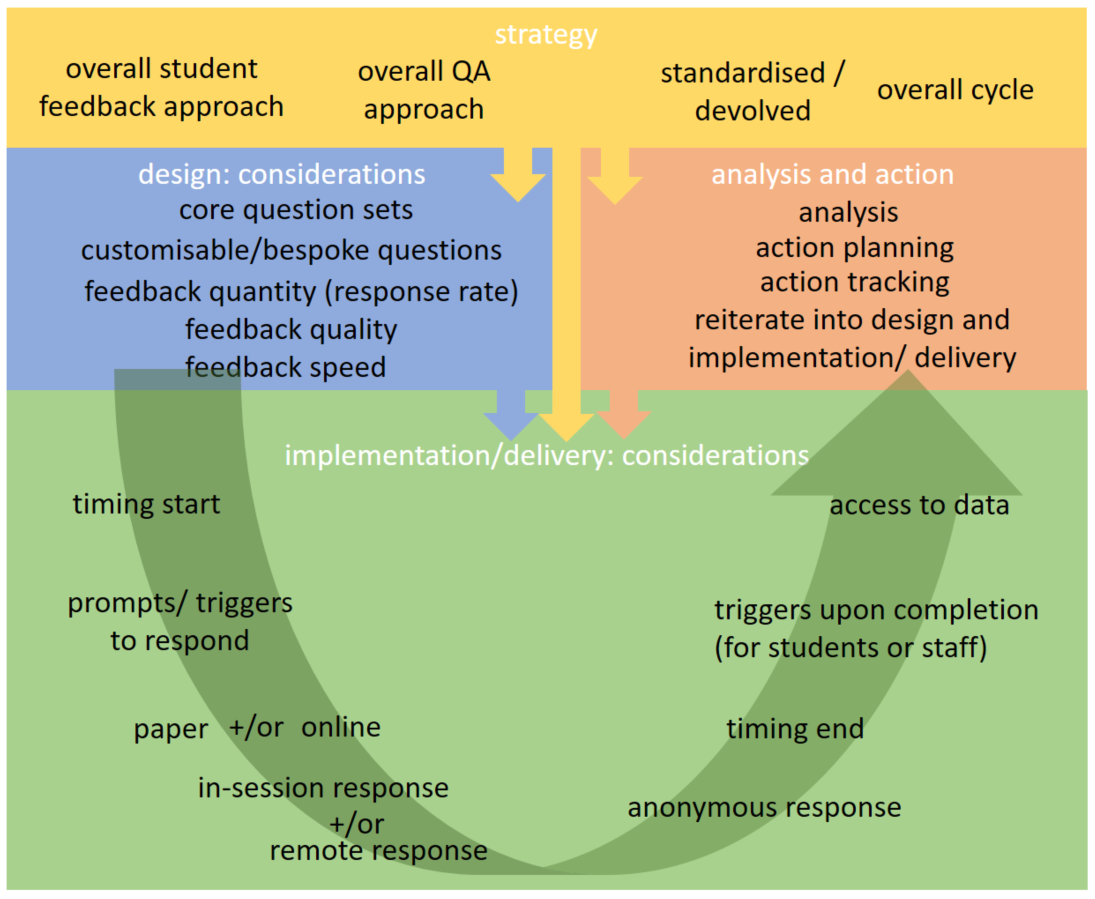 strategy
overall student
feedback approach
overall QA
approach
standardised /
devolved
overall cycle
design: considerations
core question sets
customisable/bespoke questions
feedback quantity (response rate)
feedback quality
feedback speed
analysis and action
analysis
action planning
action tracking
reiterate into design and
implementation/ delivery
implementation/delivery: considerations
timing start
prompts/ triggers
to respond
paper +/or online
in-session response
+/or
remote response
access to data
triggers upon completion
(for students or staff)
timing end
anonymous response